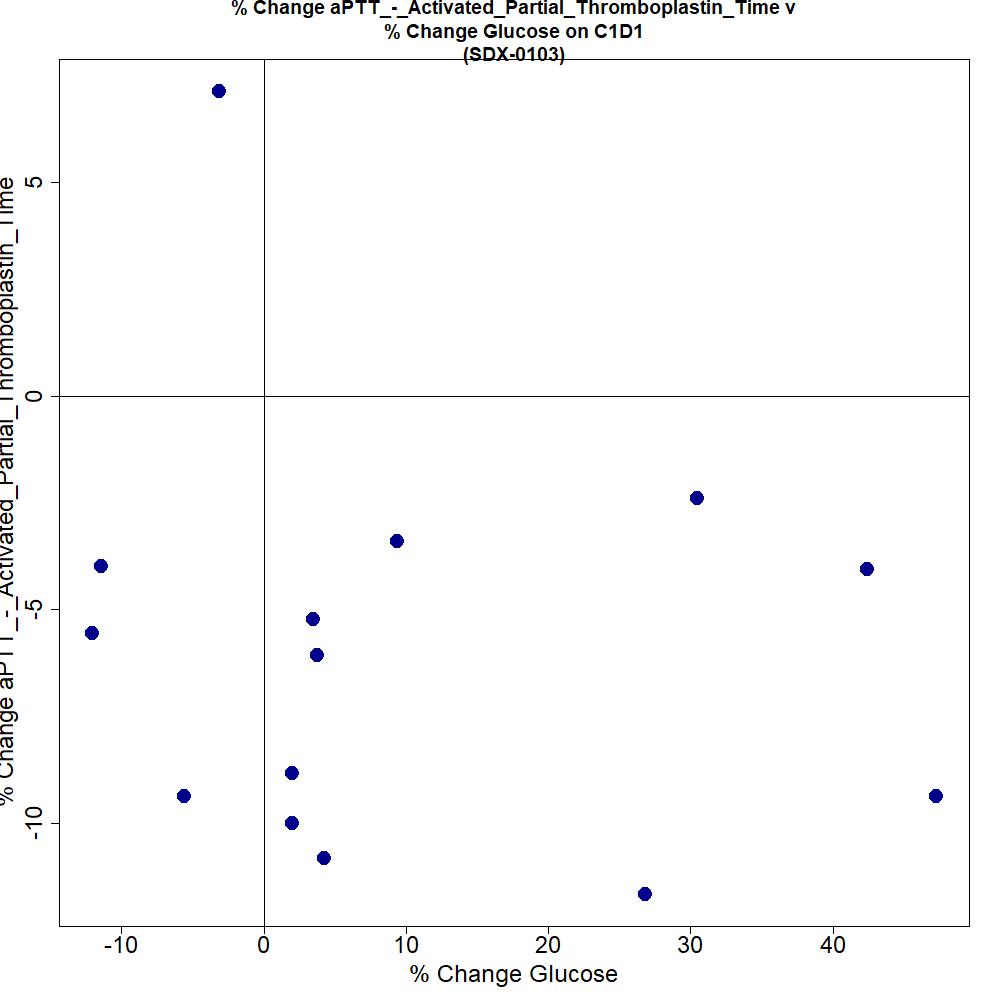 % Change aPTT_-_Activated_Partial_Thromboplastin_Time v
% Change Glucose on C1D1
(SDX-0103)
% Change aPTT_-_Activated_Partial_Thromboplastin_Time
5
0
-5
-10
-10
0
10
20
30
40
% Change Glucose